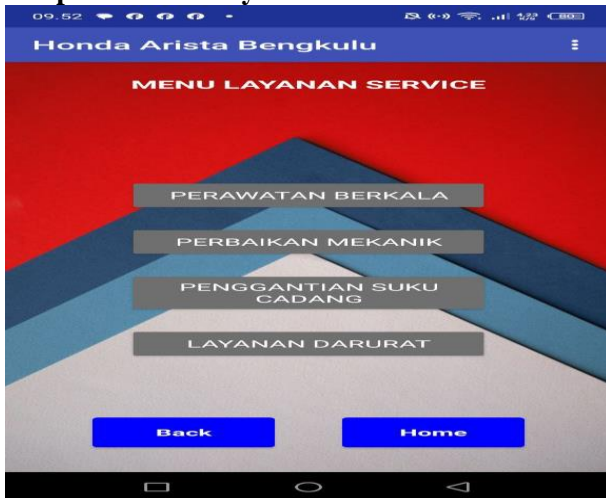 09.52
Honda Arista Bengkulu
MENU LAYANAN SERVICE
PERAWATAN BERKALA
PERBAIKAN MEKANIK
PENGGANTIAN SUKU
CADANG
LAYANAN DARURAT
Back
Home